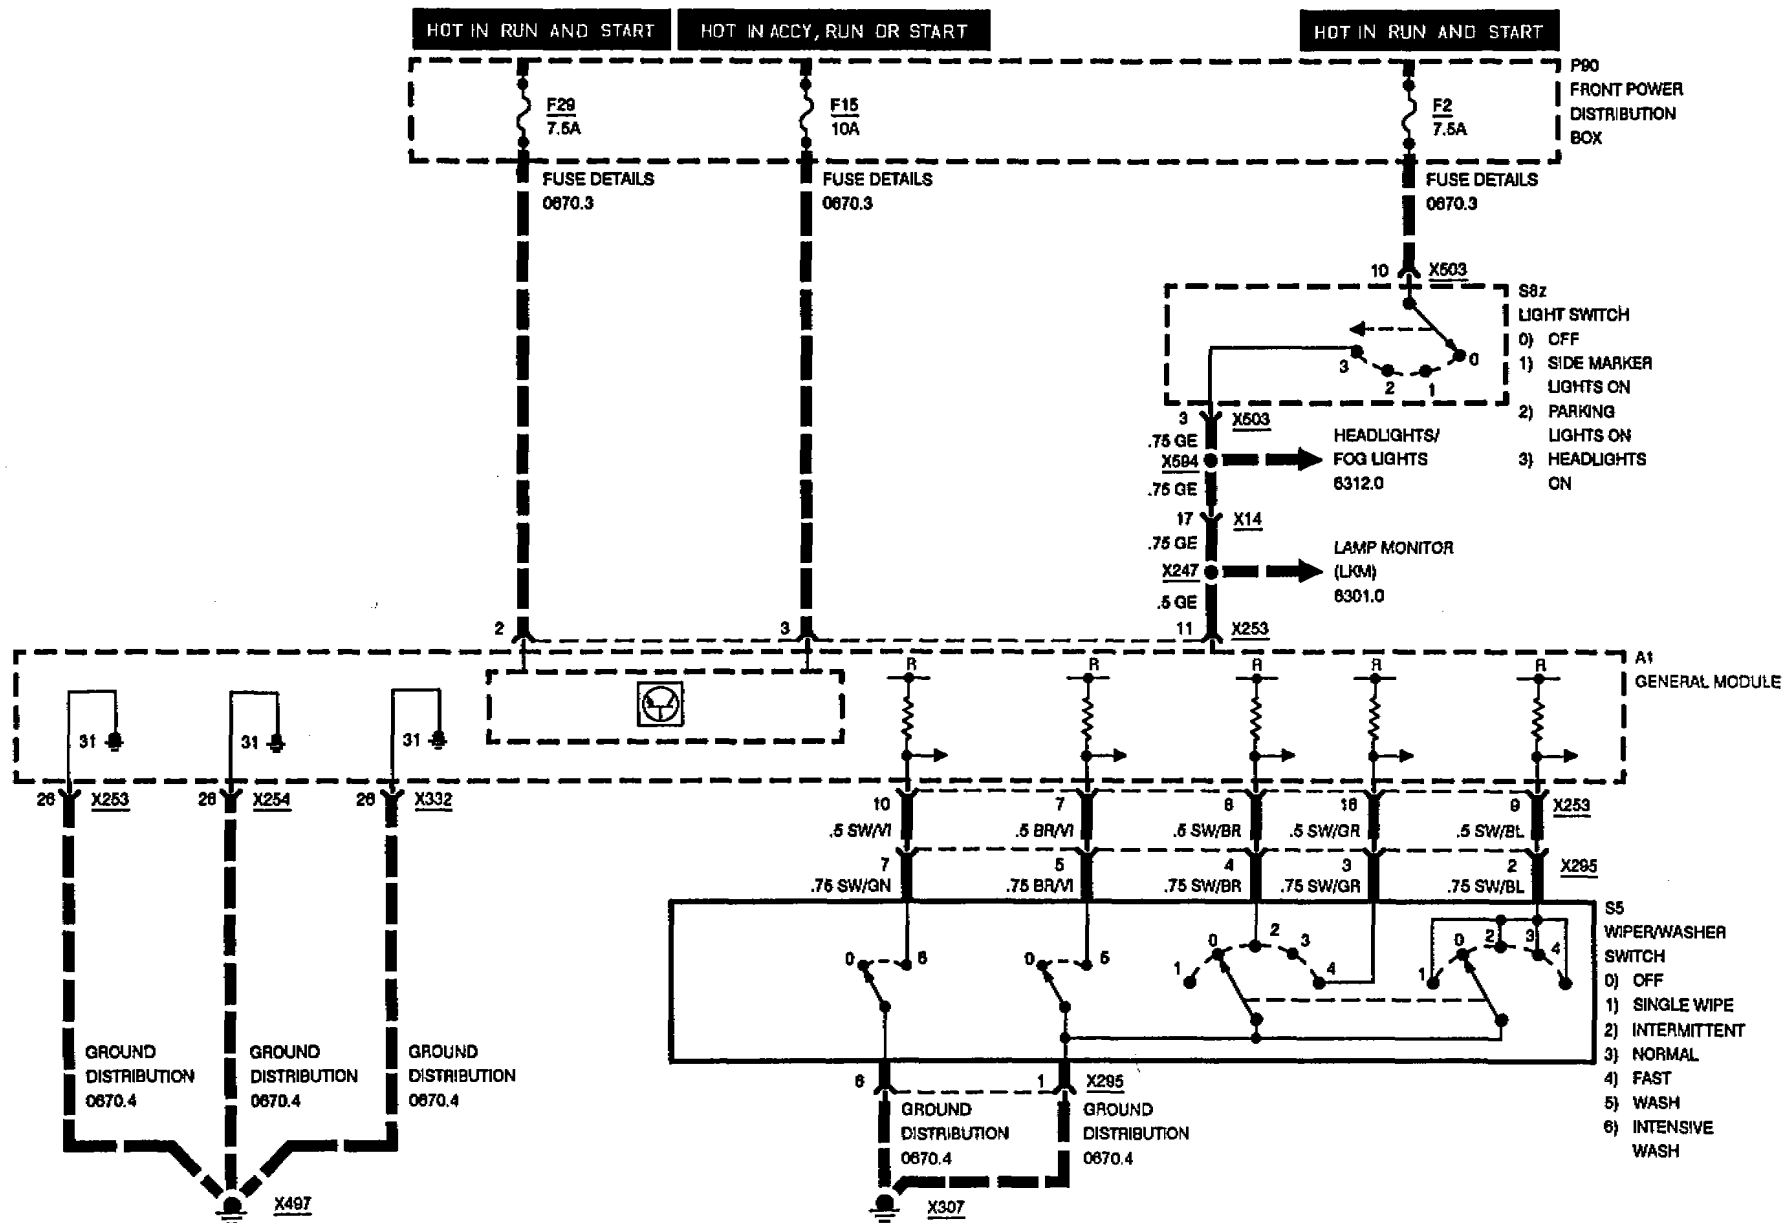 HOT IN RUN AND START
HOT IN ACCY, RUN OR START
HOT IN RUN AND START
P90
FRONT POWER
DISTRIBUTION
BOX
F29
7.5A
F15
10A
F2
7.5A
FUSE DETAILS
0670.3
FUSE DETAILS
0670.3
FUSE DETAILS
0670.3
10
X503
S8z
LIGHT SWITCH
0) OFF
1) SIDE MARKER
LIGHTS ON
2) PARKING
LIGHTS ON
3) HEADLIGHTS
ON
3
2
1
0
3
X503
.75 GE
X594
HEADLIGHTS/
FOG LIGHTS
6312.0
.75 GE
17
X14
.75 GE
X247
LAMP MONITOR
(LKM)
6301.0
.5 GE
2
3
11
X253
A1
GENERAL MODULE
R
R
R
R
R
31
31
31
26
X253
26
X254
26
X332
10
7
8
18
9
X253
.5 SW/VI
.5 BR/VI
.5 SW/BR
.5 SW/GR
.5 SW/BL
7
5
4
3
2
X295
.75 SW/GN
.75 BR/VI
.75 SW/BR
.75 SW/GR
.75 SW/BL
S5
WIPER/WASHER
SWITCH
0) OFF
1) SINGLE WIPE
2) INTERMITTENT
3) NORMAL
4) FAST
5) WASH
6) INTENSIVE
WASH
0
6
0
5
1
0
2
3
4
1
0
2
3
4
6
1
X295
GROUND
DISTRIBUTION
0670.4
GROUND
DISTRIBUTION
0670.4
GROUND
DISTRIBUTION
0670.4
GROUND
DISTRIBUTION
0670.4
GROUND
DISTRIBUTION
0670.4
X497
X307